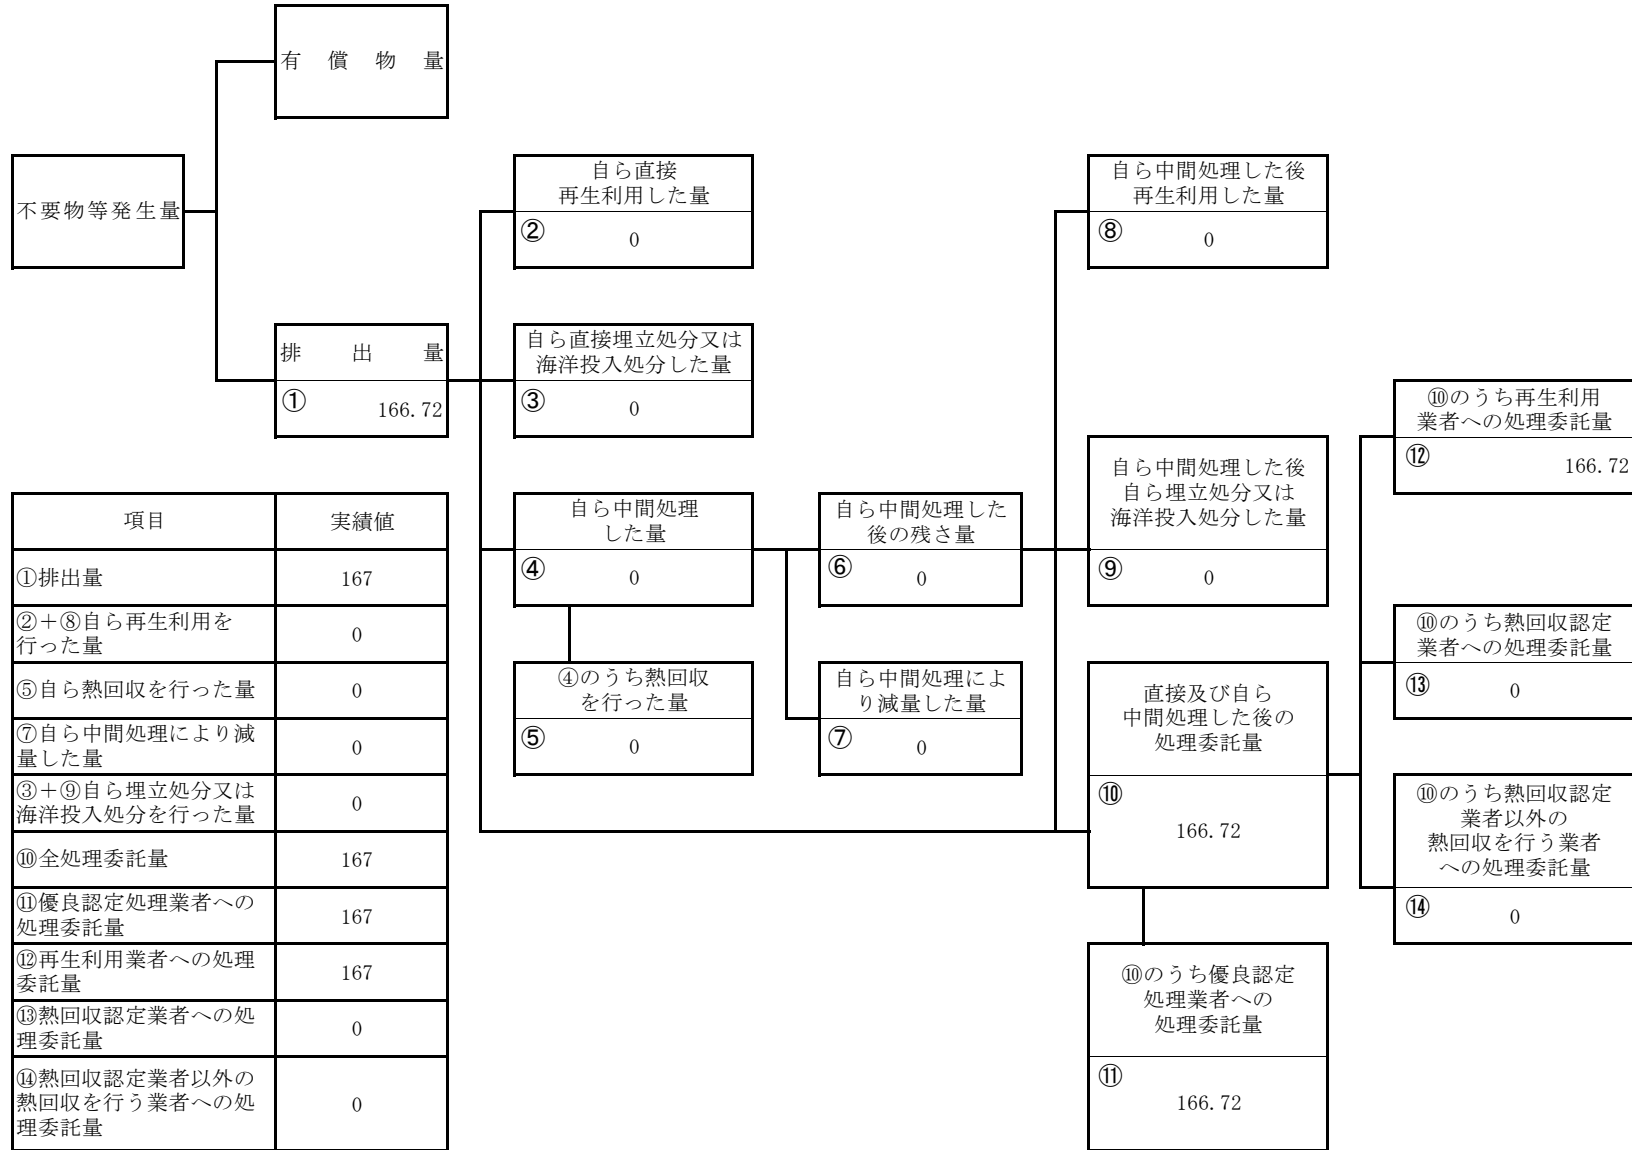 有償物量
不要物等発生量
自ら直接
再生利用した量
②
0
自ら中間処理した後
再生利用した量
⑧
0
排出量
①
166.72
自ら直接埋立処分又は
海洋投入処分した量
③
0
⑩のうち再生利用
業者への処理委託量
⑫
166.72
自ら中間処理
した量
④
0
自ら中間処理した
後の残さ量
⑥
0
自ら中間処理した後
自ら埋立処分又は
海洋投入処分した量
⑨
0
④のうち熱回収
を行った量
⑤
0
自ら中間処理によ
り減量した量
⑦
0
直接及び自ら
中間処理した後の
処理委託量
⑩
166.72
⑩のうち熱回収認定
業者への処理委託量
⑬
0
⑩のうち熱回収認定
業者以外の
熱回収を行う業者
への処理委託量
⑭
0
⑩のうち優良認定
処理業者への
処理委託量
⑪
166.72
項目 実績値
①排出量 167
②＋⑧自ら再生利用を
行った量 0
⑤自ら熱回収を行った量 0
⑦自ら中間処理により減
量した量 0
③＋⑨自ら埋立処分又は
海洋投入処分を行った量 0
⑩全処理委託量 167
⑪優良認定処理業者への
処理委託量 167
⑫再生利用業者への処理
委託量 167
⑬熱回収認定業者への処
理委託量 0
⑭熱回収認定業者以外の
熱回収を行う業者への処
理委託量 0